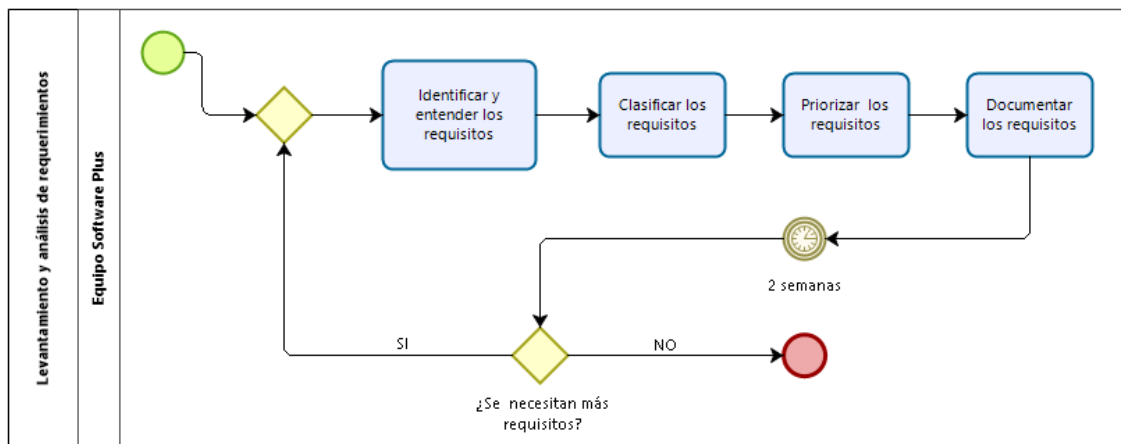 Levantamiento y análisis de requerimientos
Equipo Software Plus
Identificar y
entender los
requisitos
Clasificar los
requisitos
Priorizar los
requisitos
Documentar
los requisitos
2 semanas
SI
NO
¿Se necesitan más
requisitos?